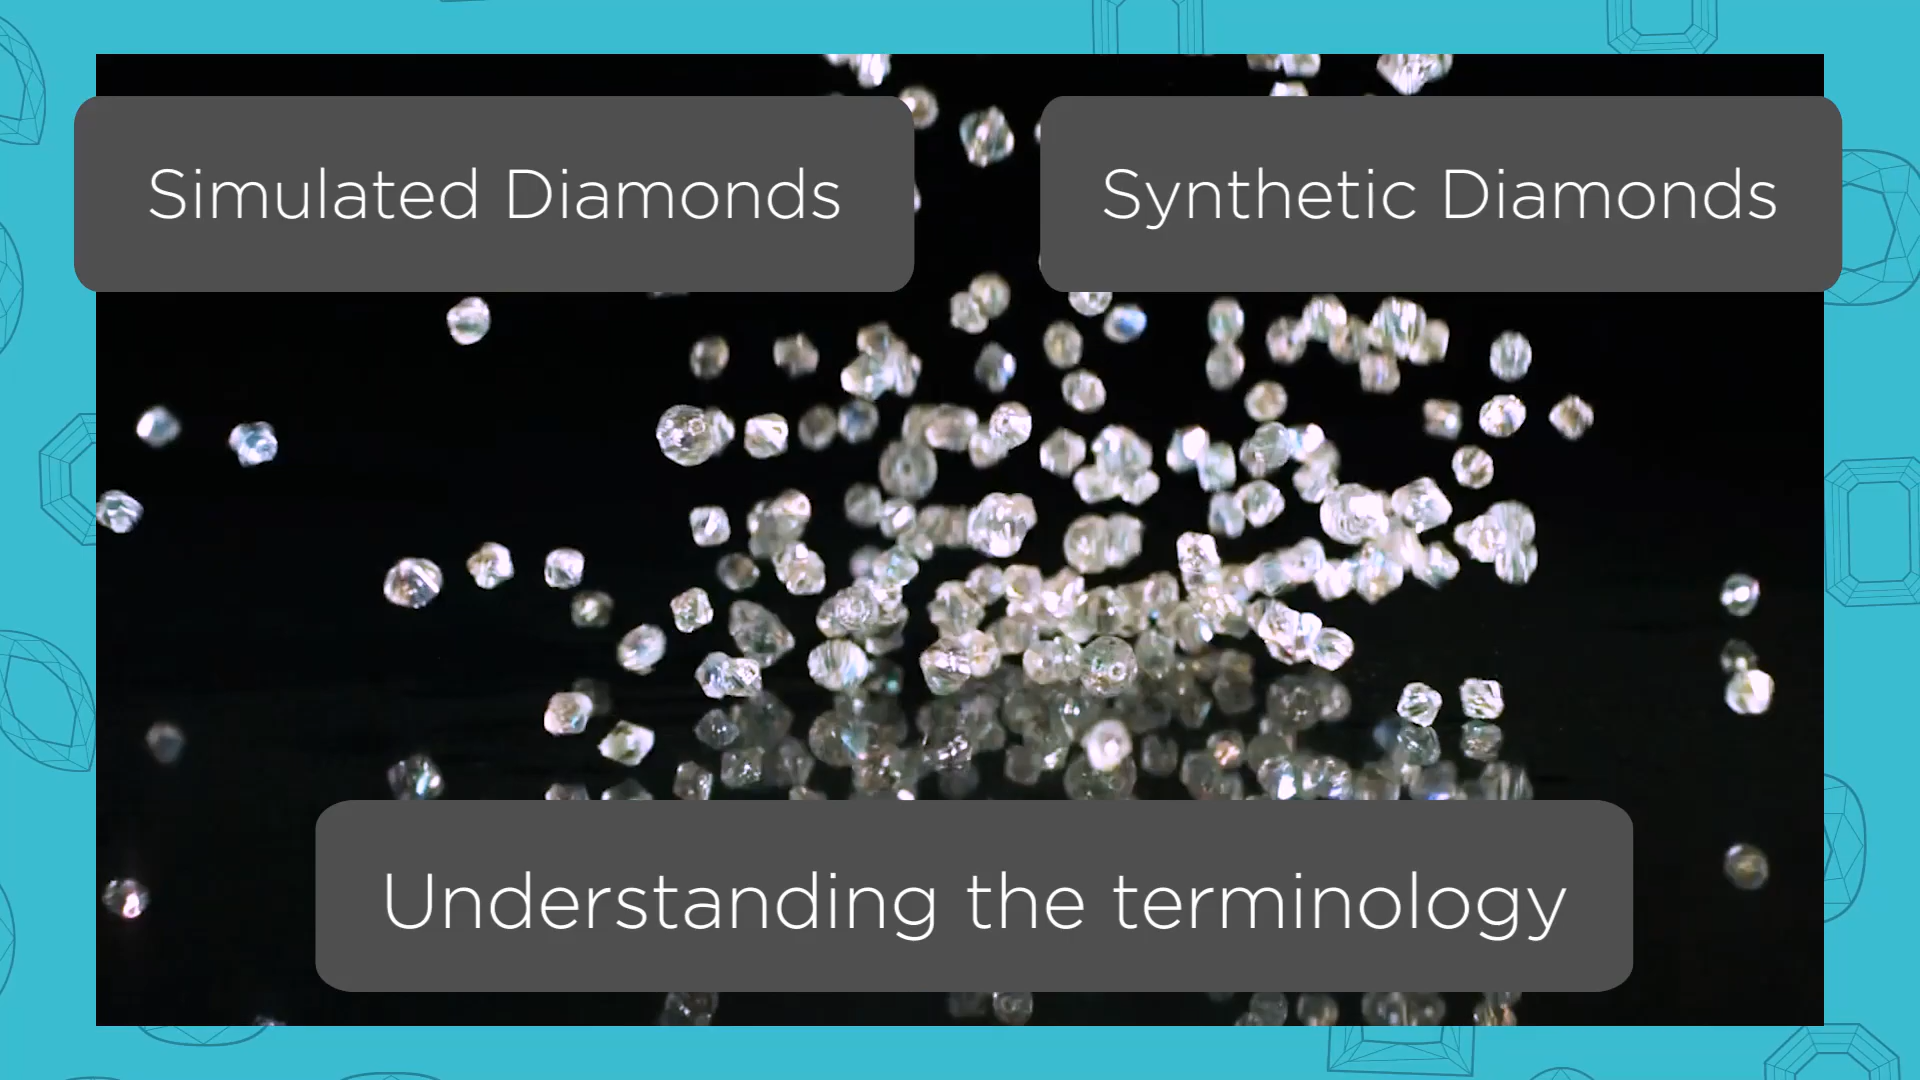 Simulated Diamonds
Synthetic Diamonds
Understanding the terminology